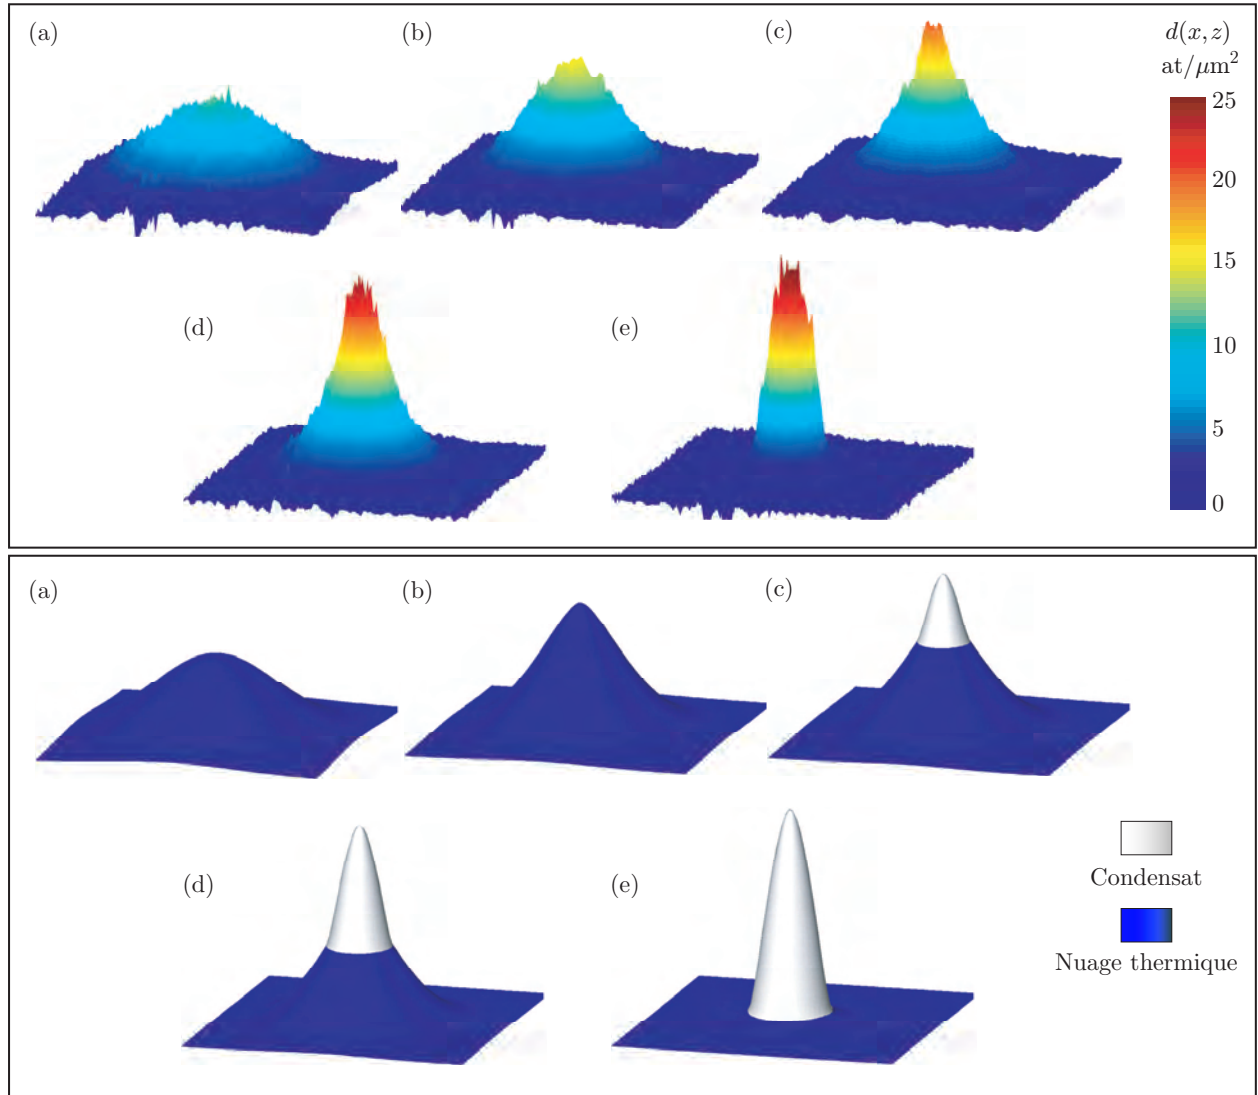 (a)
(b)
(c)
d(x, z)
at/μm²
25
20
15
10
5
0
(d)
(e)
(a)
(b)
(c)
(d)
(e)
Condensat
Nuage thermique